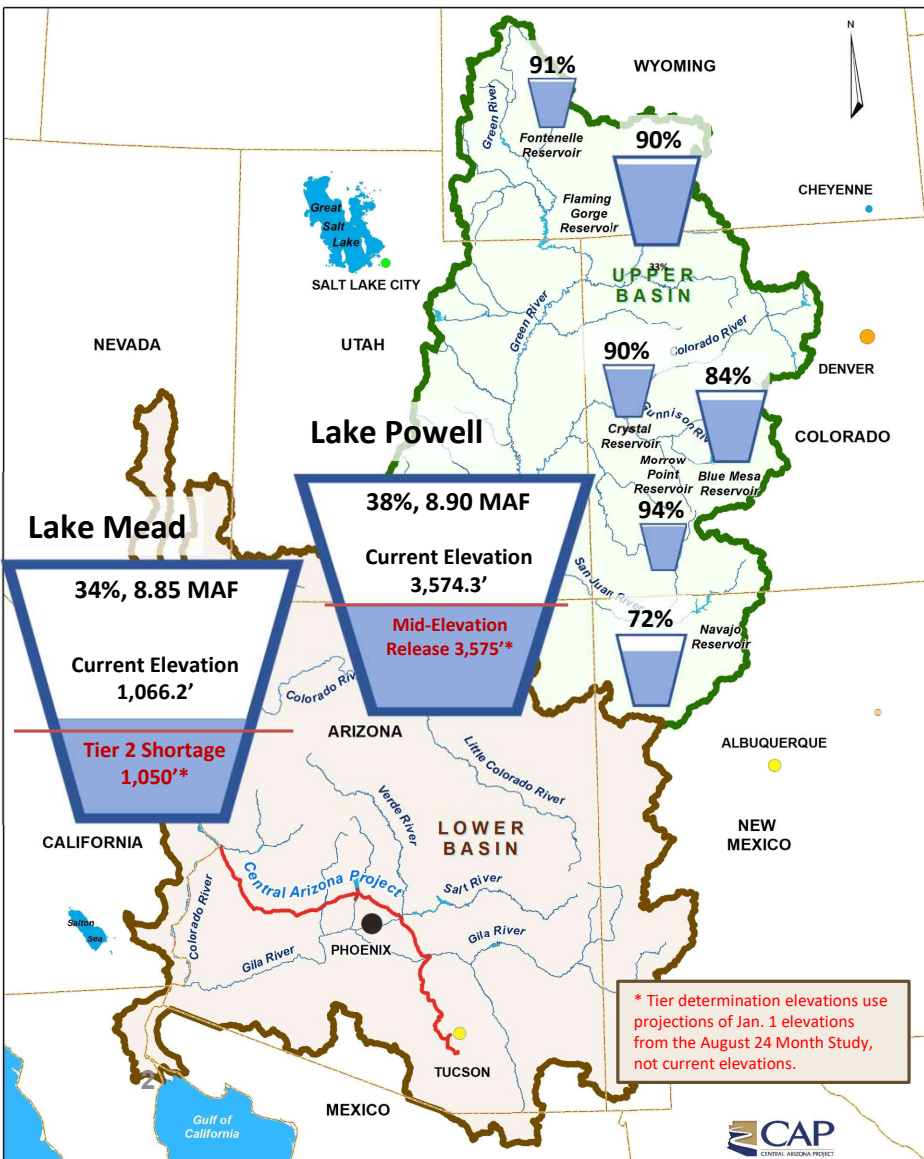 N
91%
WYOMING
Green River
Fontenelle
Reservoir
90%
CHEYENNE
Flaming
Gorge
Reservoir
Great
Salt
Lake
SALT LAKE CITY
33%
UPPER
BASIN
Green River
Colorado River
NEVADA
UTAH
90%
84%
DENVER
Crystal
Reservoir
Gunnison Riv
COLORADO
Morrow
Point
Reservoir
Blue Mesa
Reservoir
94%
Lake Powell
38%, 8.90 MAF
Current Elevation
3,574.3’
Mid-Elevation
Release 3,575’*
San Juan River
72%
Navajo
Reservoir
Lake Mead
34%, 8.85 MAF
Current Elevation
1,066.2’
Tier 2 Shortage
1,050’*
Colorado Riv
ARIZONA
Little Colorado River
ALBUQUERQUE
Verde River
CALIFORNIA
LOWER
BASIN
NEW
MEXICO
Central Arizona Project
Salt River
Colorado River
Salton
Sea
PHOENIX
Gila River
Gila River
* Tier determination elevations use
projections of Jan. 1 elevations
from the August 24 Month Study,
not current elevations.
TUCSON
2
MEXICO
Gulf of
California
CAP
CENTRAL ARIZONA PROJECT